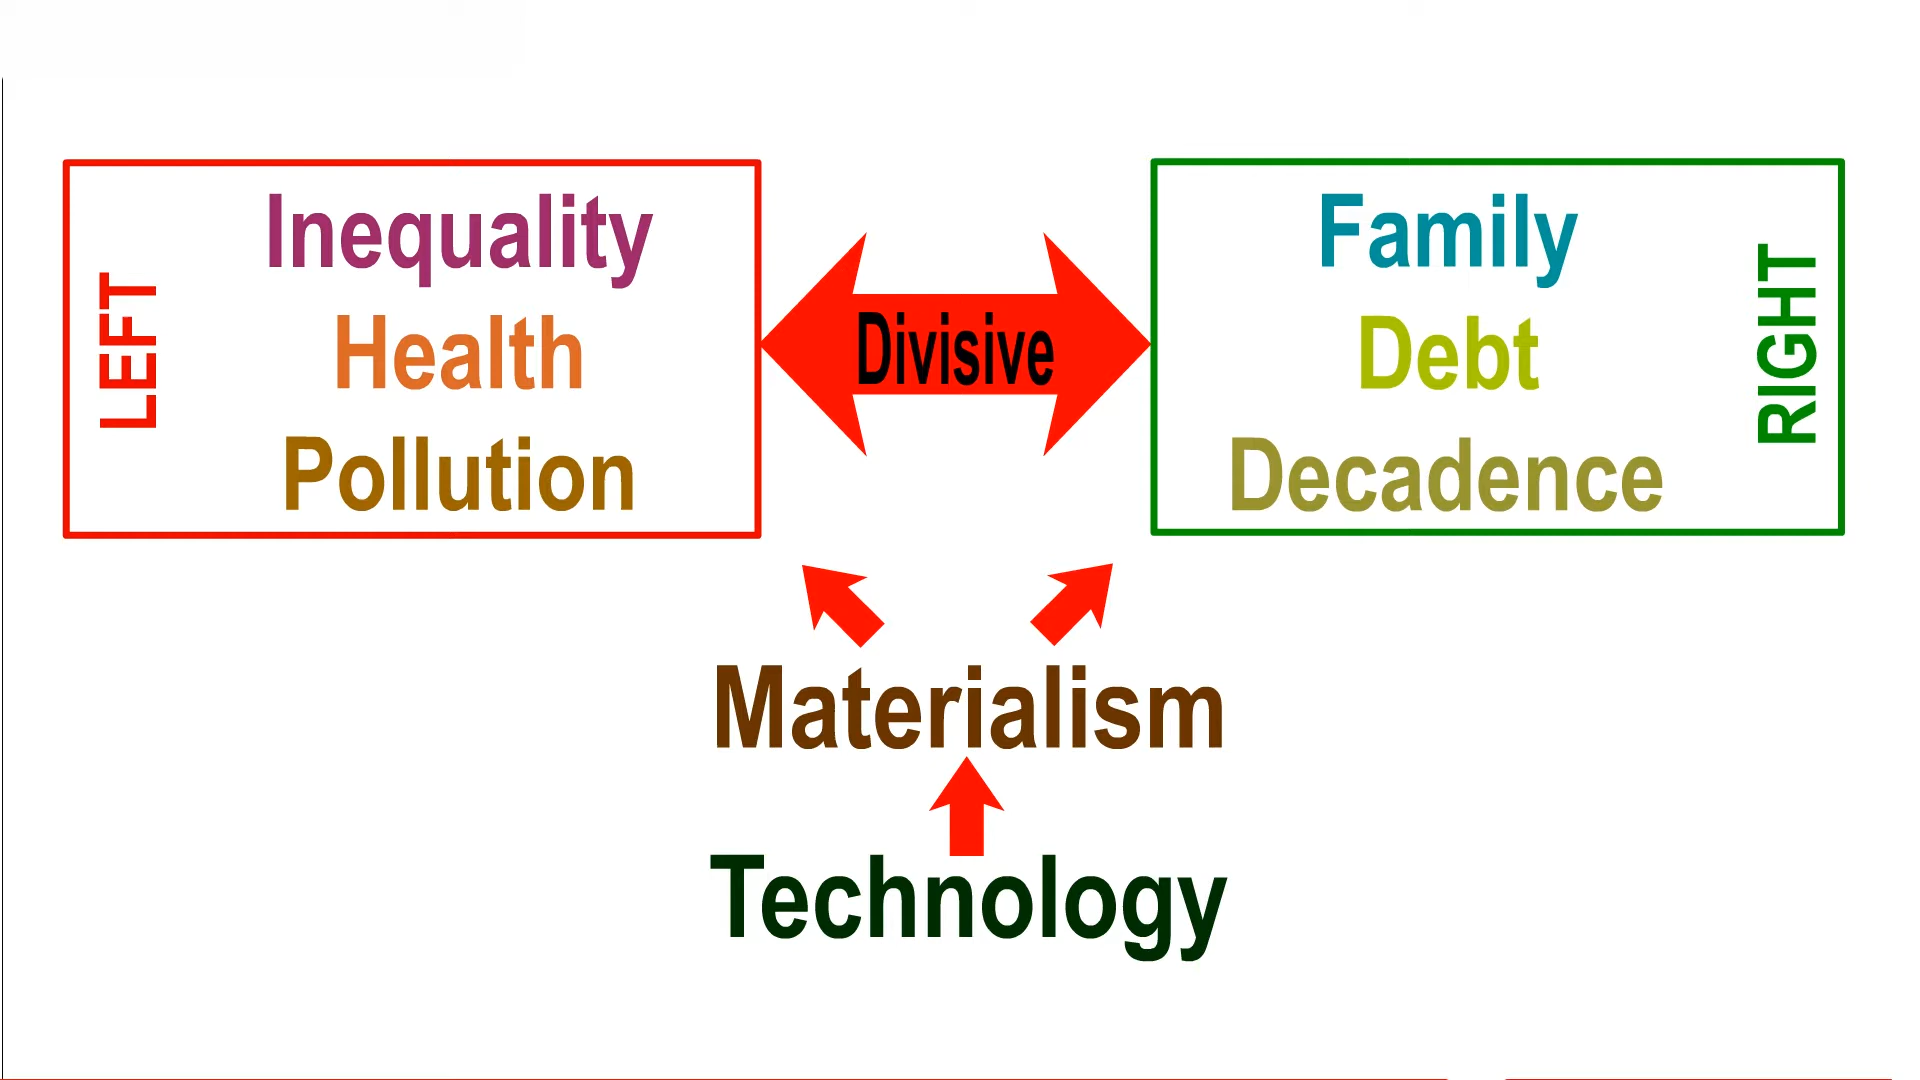 LEFT
Inequality
Health
Pollution
Divisive
Family
Debt
Decadence
RIGHT
Materialism
Technology